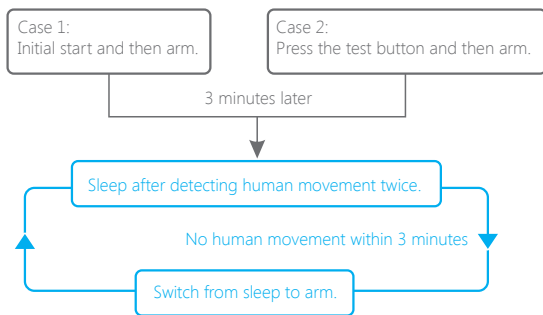 Case 1:
Initial start and then arm.
Case 2:
Press the test button and then arm.
3 minutes later
Sleep after detecting human movement twice.
No human movement within 3 minutes
Switch from sleep to arm.